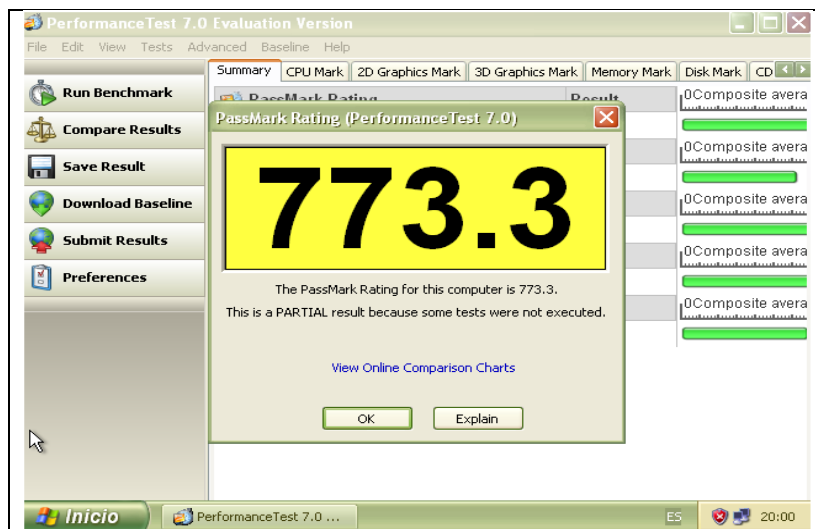 PerformanceTest 7.0 Evaluation Version
File Edit View Tests Advanced Baseline Help
Summary CPU Mark 2D Graphics Mark 3D Graphics Mark Memory Mark Disk Mark CD
Run Benchmark
Compare Results
Save Result
Download Baseline
Submit Results
Preferences
PassMark Rating Result
0Composite avera
0Composite avera
0Composite avera
0Composite avera
0Composite avera
PassMark Rating (PerformanceTest 7.0)
773.3
The PassMark Rating for this computer is 773.3.
This is a PARTIAL result because some tests were not executed.
View Online Comparison Charts
OK Explain
Inicio PerformanceTest 7.0 ... ES 20:00